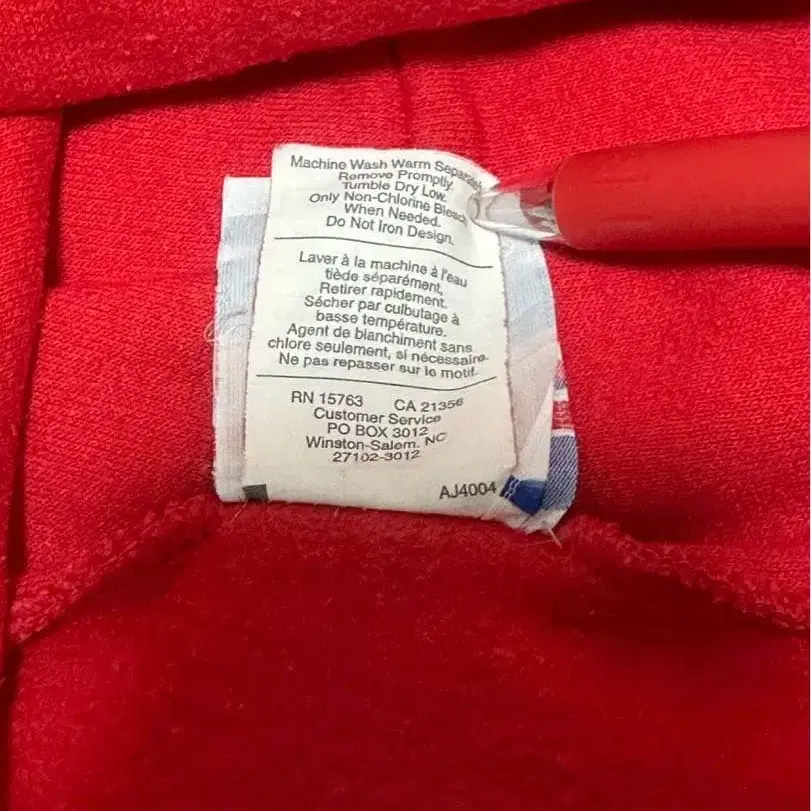 Machine Wash Warm Separately
Remove Promptly.
Tumble Dry Low.
Only Non-Chlorine Bleach
When Needed.
Do Not Iron Design.
Laver à la machine à l'eau
tiède séparément,
Retirer rapidement.
Sécher par culbutage à
basse température.
Agent de blanchiment sans
chlore seulement, si nécessaire.
Ne pas repasser sur le motif.
RN 15763 CA 21356
Customer Service
PO BOX 3012
Winston-Salem, NC
27102-3012
AJ4004